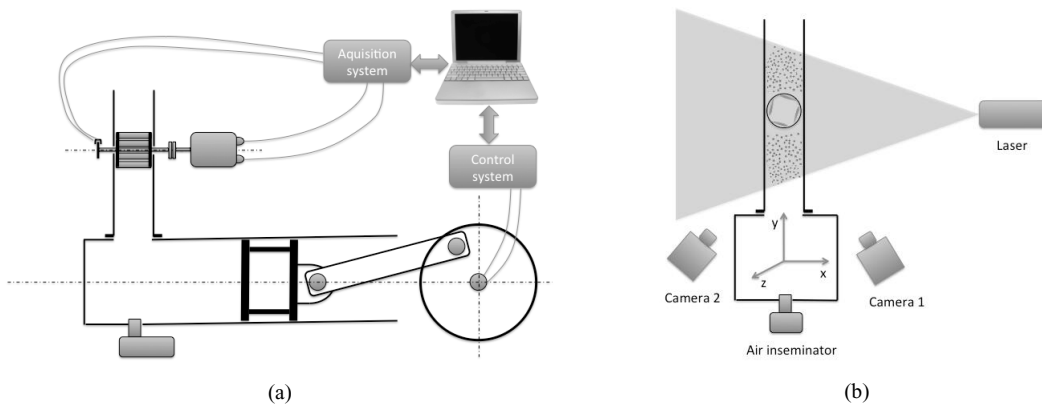 Aquisition
system
Control
system
(a)
Laser
y
x
z
Camera 2
Camera 1
Air inseminator
(b)